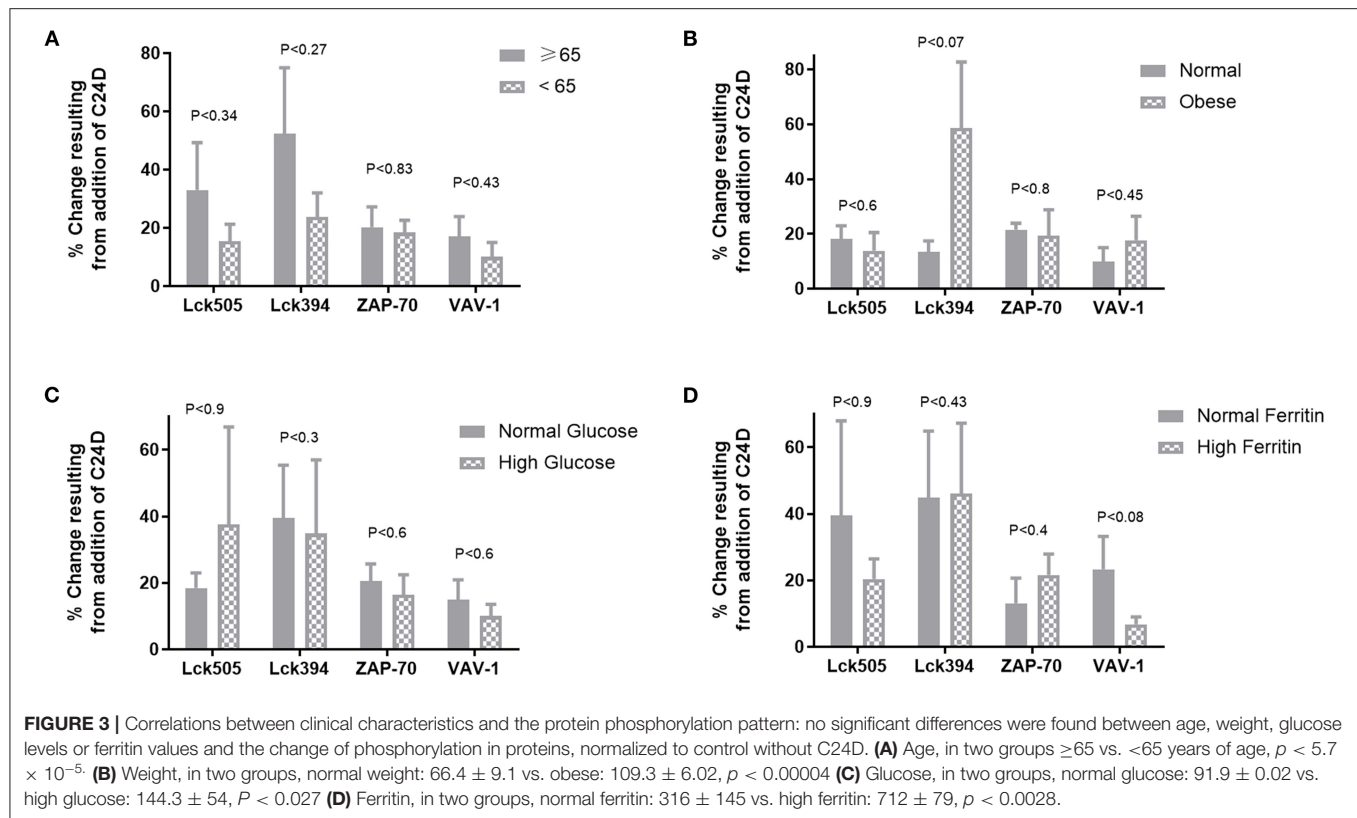 A
% Change resulting
from addition of C24D
80
60
40
20
0
P<0.34
P<0.27
P<0.83
P<0.43
≥65
< 65
Lck505 Lck394 ZAP-70 VAV-1
B
% Change resulting
from addition of C24D
80
60
40
20
0
P<0.6
P<0.07
P<0.8
P<0.45
Normal
Obese
Lck505 Lck394 ZAP-70 VAV-1
C
% Change resulting
from addition of C24D
60
40
20
0
P<0.9
P<0.3
P<0.6
P<0.6
Normal Glucose
High Glucose
Lck505 Lck394 ZAP-70 VAV-1
D
% Change resulting
from addition of C24D
60
40
20
0
P<0.9
P<0.43
P<0.4
P<0.08
Normal Ferritin
High Ferritin
Lck505 Lck394 ZAP-70 VAV-1
FIGURE 3 | Correlations between clinical characteristics and the protein phosphorylation pattern: no significant differences were found between age, weight, glucose
levels or ferritin values and the change of phosphorylation in proteins, normalized to control without C24D. (A) Age, in two groups ≥65 vs. <65 years of age, p < 5.7
× 10⁻⁵. (B) Weight, in two groups, normal weight: 66.4 ± 9.1 vs. obese: 109.3 ± 6.02, p < 0.00004 (C) Glucose, in two groups, normal glucose: 91.9 ± 0.02 vs.
high glucose: 144.3 ± 54, P < 0.027 (D) Ferritin, in two groups, normal ferritin: 316 ± 145 vs. high ferritin: 712 ± 79, p < 0.0028.